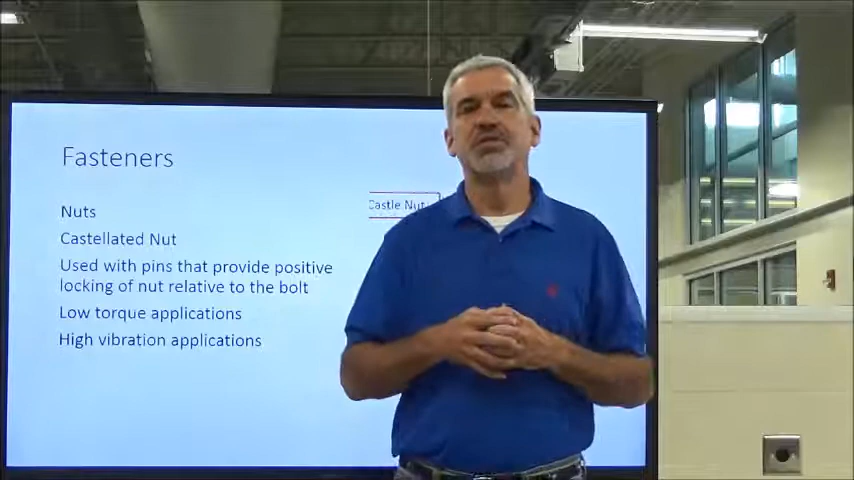 Fasteners
Nuts
Castle Nut
Castellated Nut
Used with pins that provide positive
locking of nut relative to the bolt
Low torque applications
High vibration applications